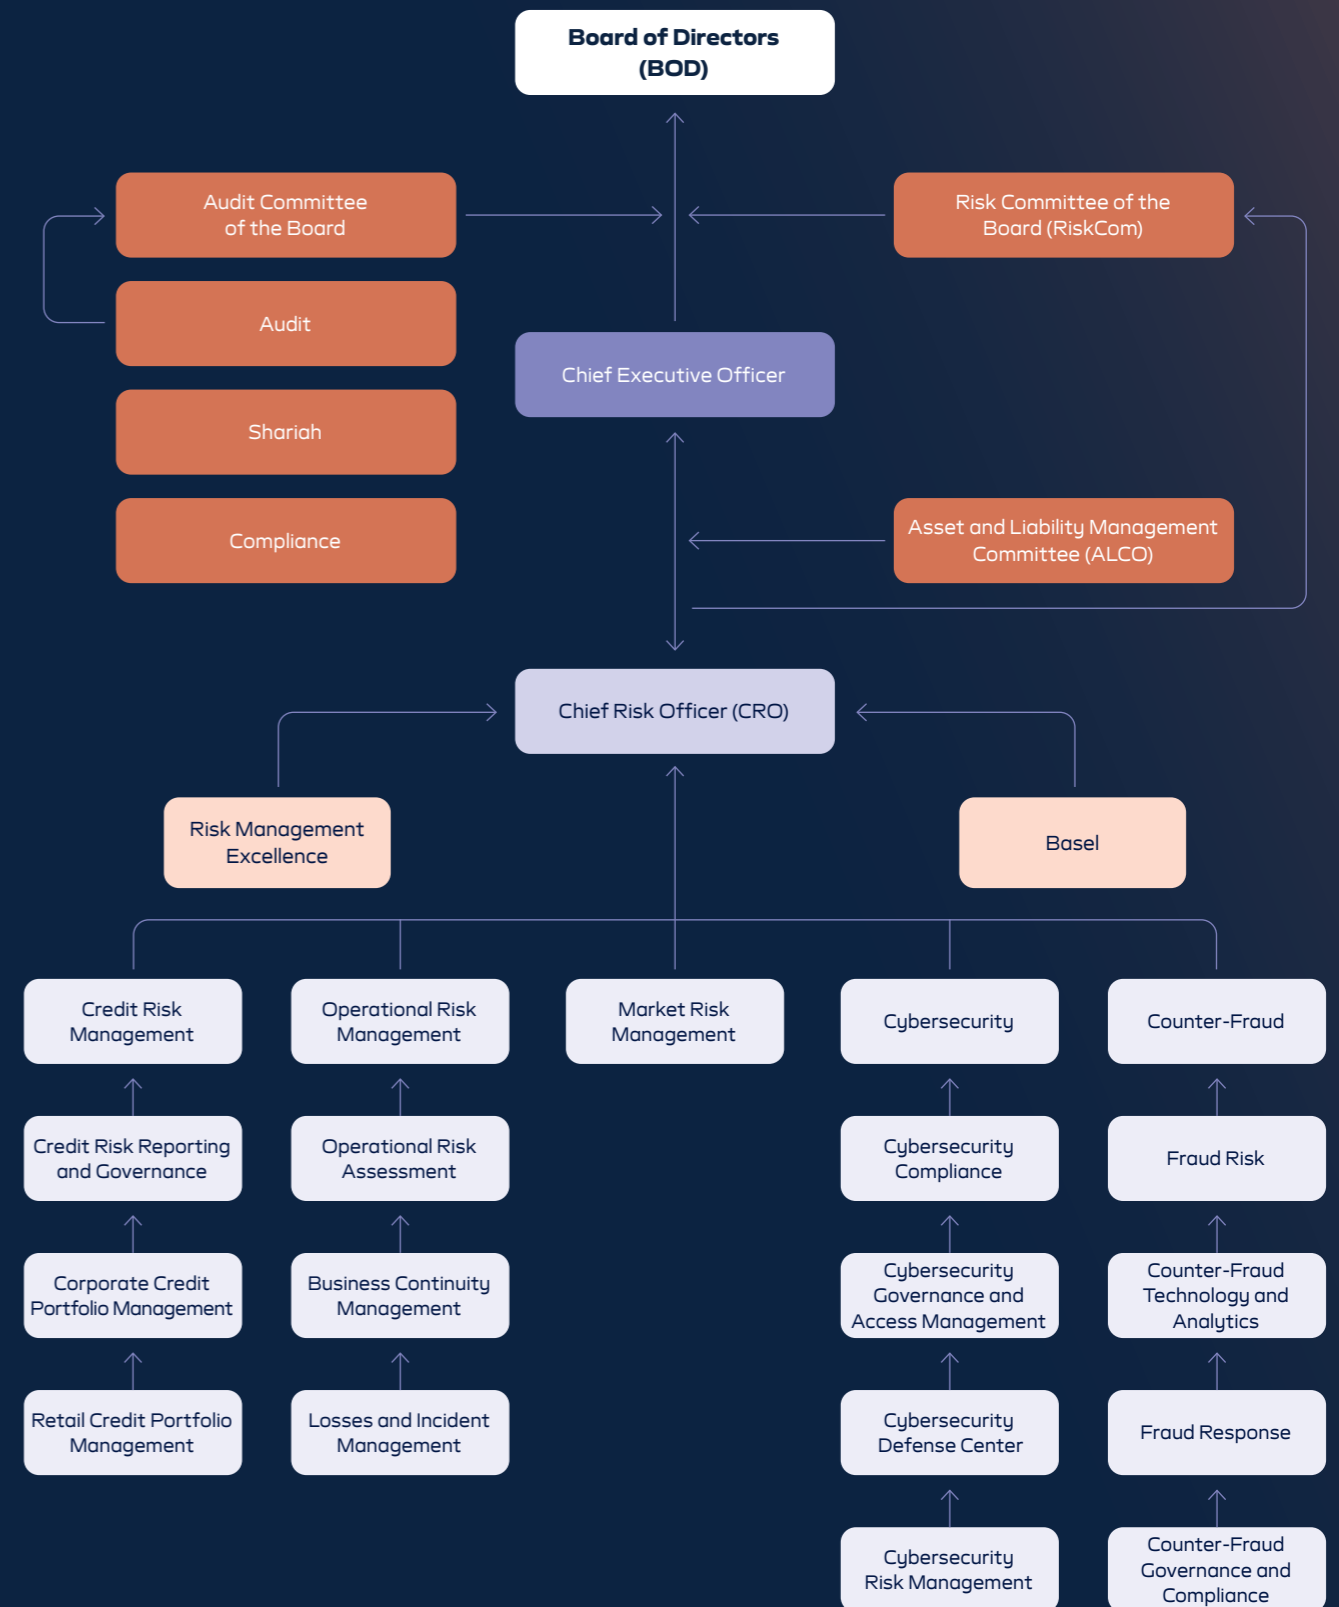 Board of Directors
(BOD)
Audit Committee
of the Board
Risk Committee of the
Board (RiskCom)
Audit
Chief Executive Officer
Shariah
Compliance
Asset and Liability Management
Committee (ALCO)
Chief Risk Officer (CRO)
Risk Management
Excellence
Basel
Credit Risk
Management
Operational Risk
Management
Market Risk
Management
Cybersecurity
Counter-Fraud
Credit Risk Reporting
and Governance
Operational Risk
Assessment
Cybersecurity
Compliance
Fraud Risk
Corporate Credit
Portfolio Management
Business Continuity
Management
Cybersecurity
Governance and
Access Management
Counter-Fraud
Technology and
Analytics
Retail Credit Portfolio
Management
Losses and Incident
Management
Cybersecurity
Defense Center
Fraud Response
Cybersecurity
Risk Management
Counter-Fraud
Governance and
Compliance